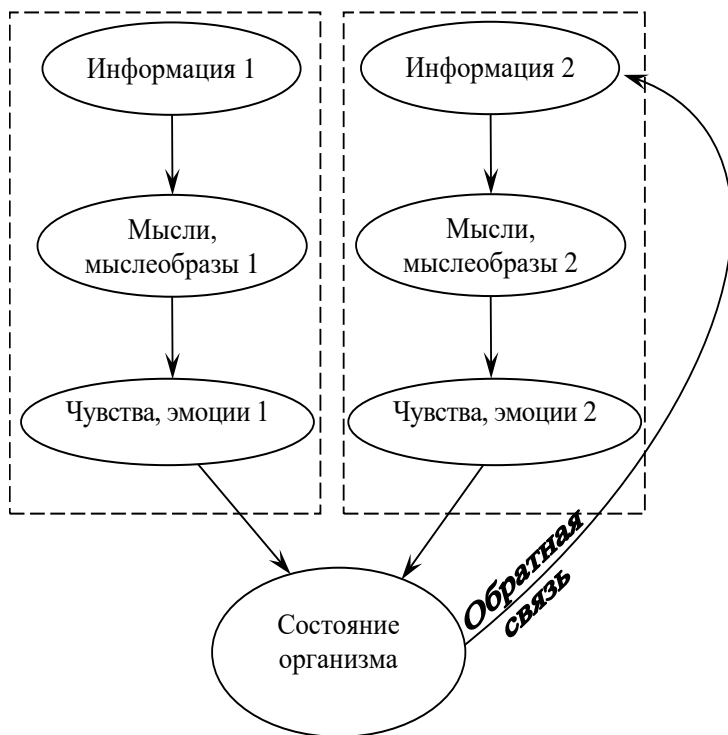 Информация 1
Информация 2
Мысли,
мыслеобразы 1
Мысли,
мыслеобразы 2
Чувства, эмоции 1
Чувства, эмоции 2
Обратная
связь
Состояние
организма